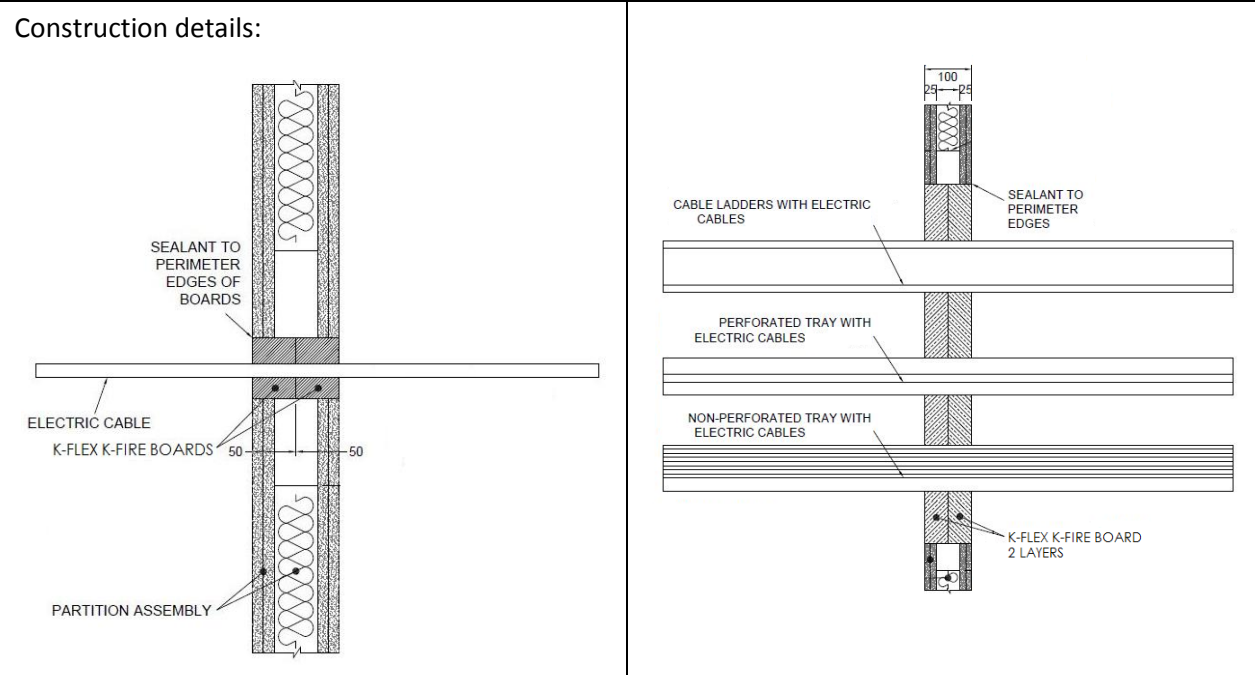 Construction details:
SEALANT TO
PERIMETER
EDGES OF
BOARDS
ELECTRIC CABLE
K-FLEX K-FIRE BOARDS
50
50
PARTITION ASSEMBLY
100
25
25
CABLE LADDERS WITH ELECTRIC
CABLES
SEALANT TO
PERIMETER
EDGES
PERFORATED TRAY WITH
ELECTRIC CABLES
NON-PERFORATED TRAY WITH
ELECTRIC CABLES
K-FLEX K-FIRE BOARD
2 LAYERS